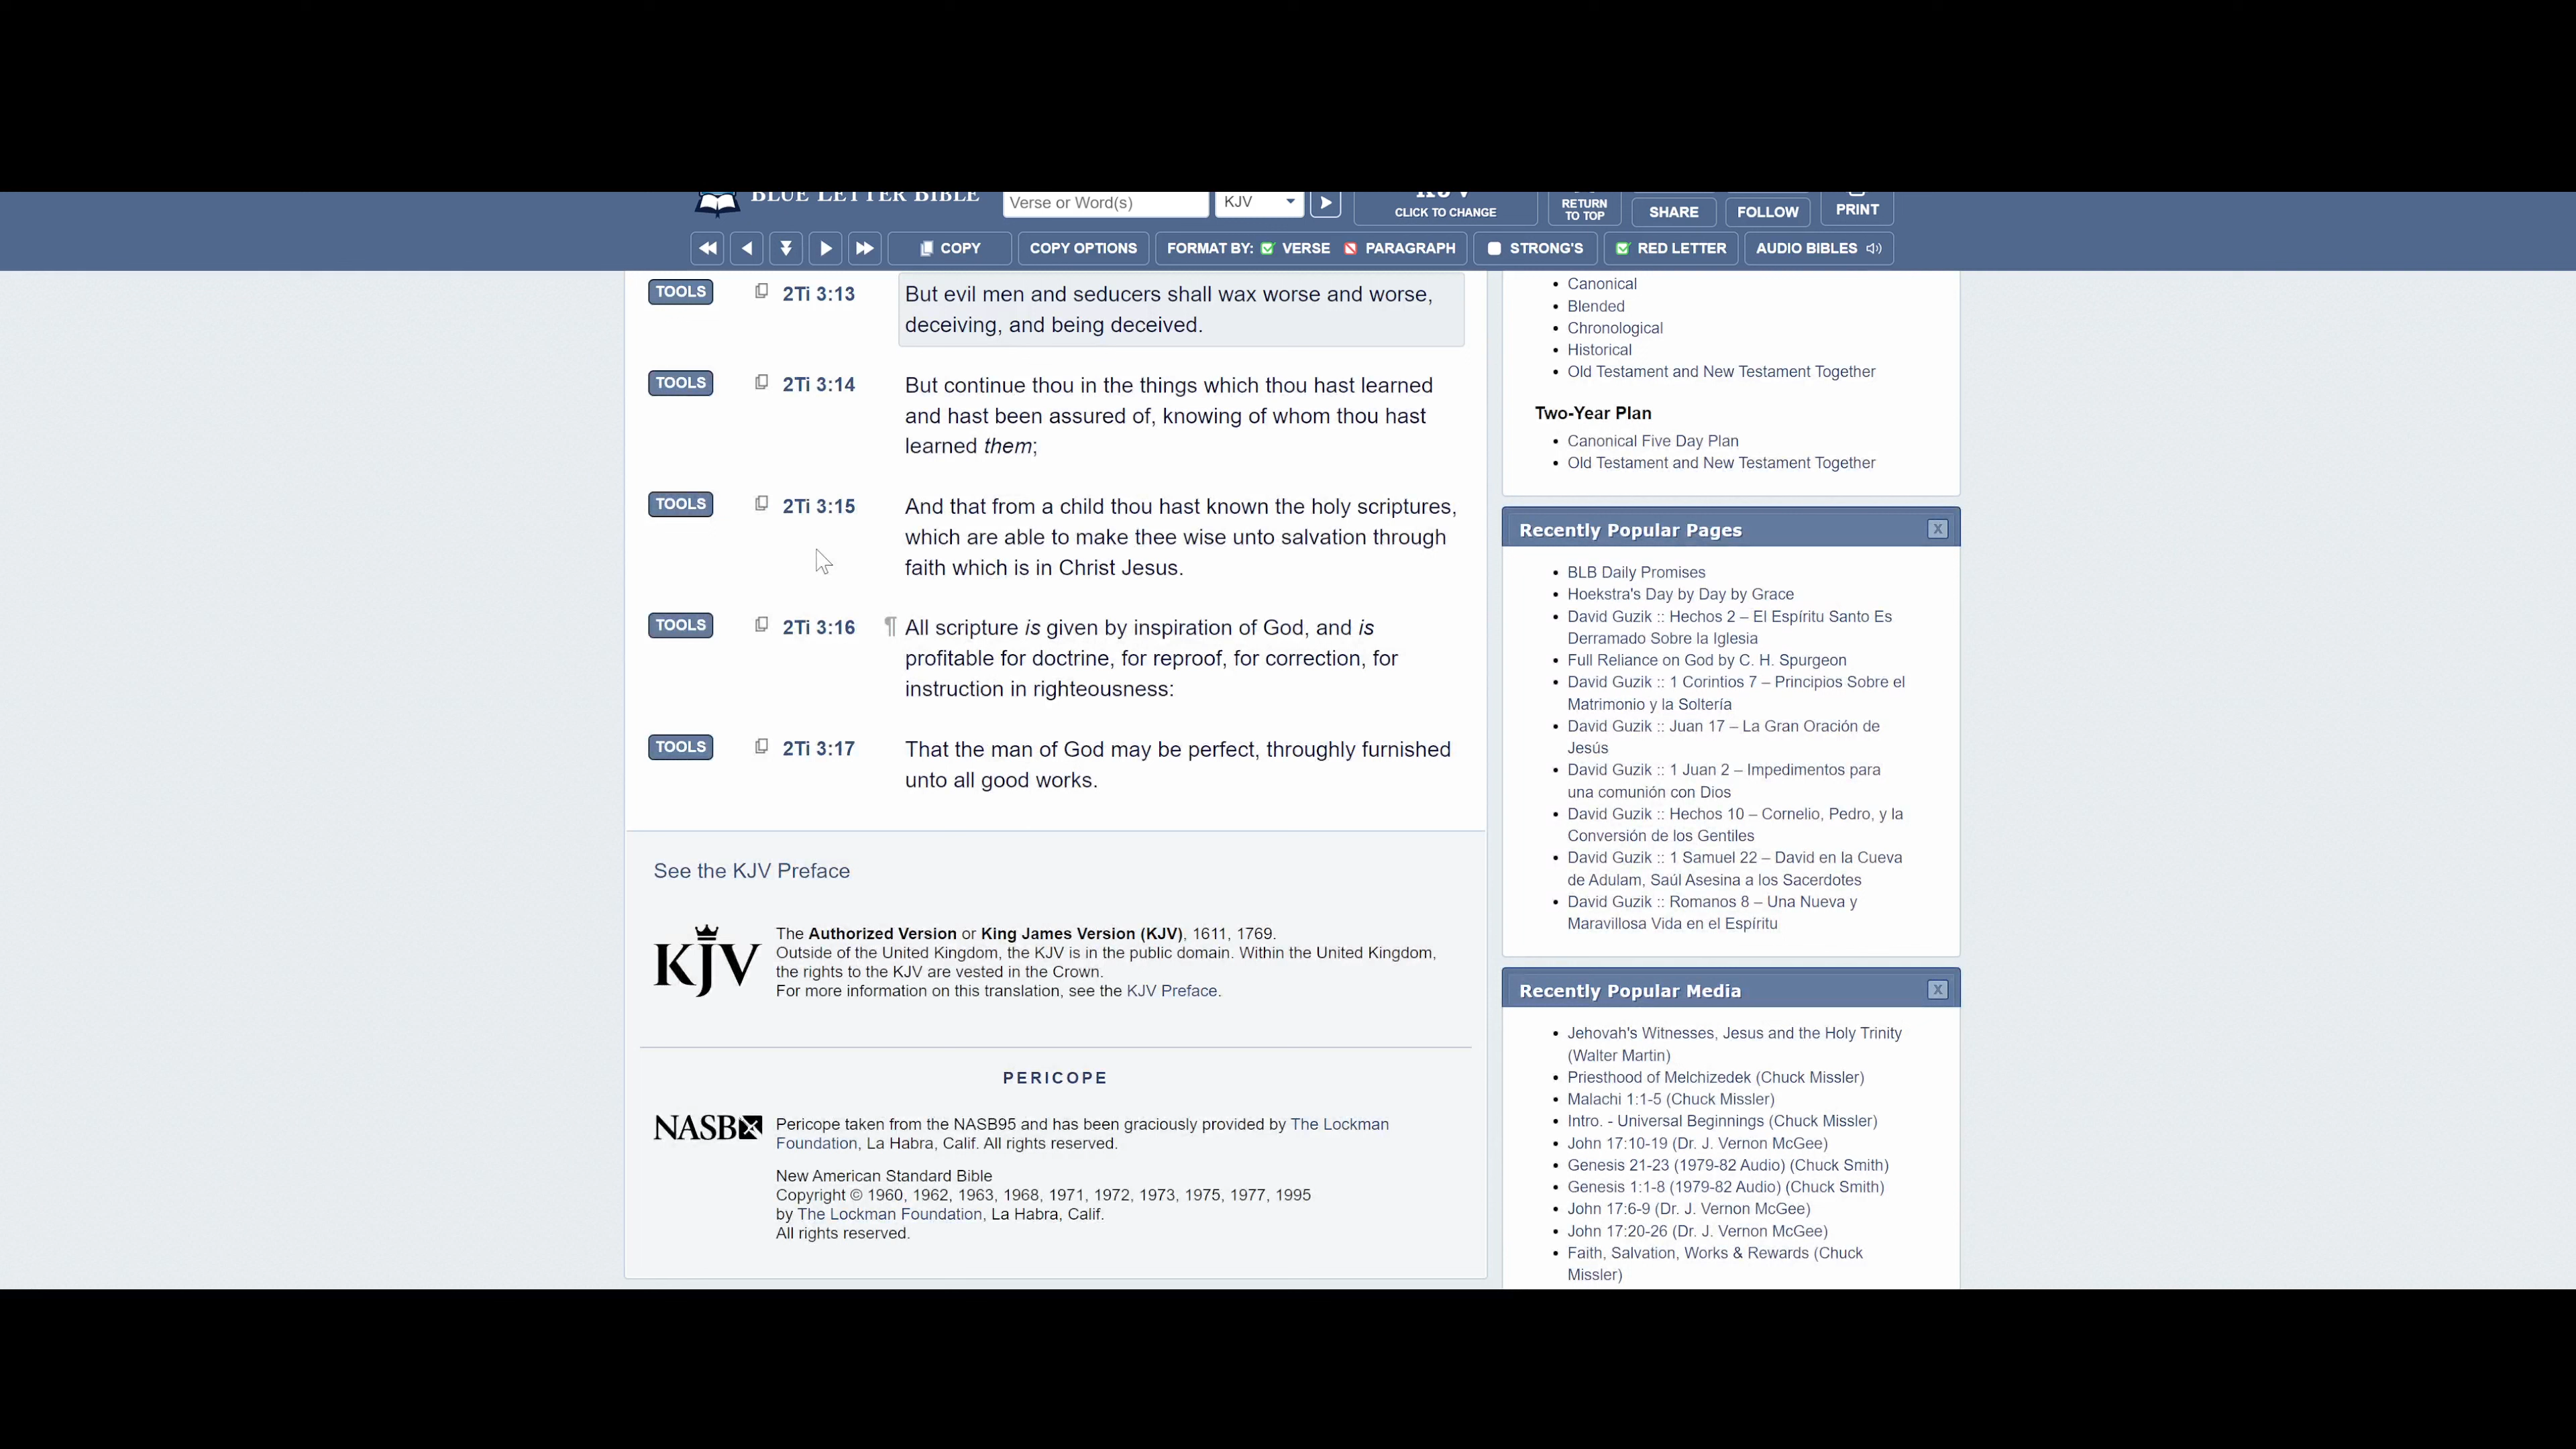 BLUE LETTER BIBLE
Verse or Word(s)
KJV
KJV
CLICK TO CHANGE
RETURN
TO TOP
SHARE
FOLLOW
PRINT
COPY
COPY OPTIONS
FORMAT BY: VERSE PARAGRAPH
STRONG'S
RED LETTER
AUDIO BIBLES
TOOLS 2Ti 3:13 But evil men and seducers shall wax worse and worse,
deceiving, and being deceived.
TOOLS 2Ti 3:14 But continue thou in the things which thou hast learned
and hast been assured of, knowing of whom thou hast
learned them;
TOOLS 2Ti 3:15 And that from a child thou hast known the holy scriptures,
which are able to make thee wise unto salvation through
faith which is in Christ Jesus.
TOOLS 2Ti 3:16 ¶ All scripture is given by inspiration of God, and is
profitable for doctrine, for reproof, for correction, for
instruction in righteousness:
TOOLS 2Ti 3:17 That the man of God may be perfect, throughly furnished
unto all good works.
See the KJV Preface
KJV
The Authorized Version or King James Version (KJV), 1611, 1769.
Outside of the United Kingdom, the KJV is in the public domain. Within the United Kingdom,
the rights to the KJV are vested in the Crown.
For more information on this translation, see the KJV Preface.
PERICOPE
NASB
Pericope taken from the NASB95 and has been graciously provided by The Lockman
Foundation, La Habra, Calif. All rights reserved.
New American Standard Bible
Copyright © 1960, 1962, 1963, 1968, 1971, 1972, 1973, 1975, 1977, 1995
by The Lockman Foundation, La Habra, Calif.
All rights reserved.
• Canonical
• Blended
• Chronological
• Historical
• Old Testament and New Testament Together
Two-Year Plan
• Canonical Five Day Plan
• Old Testament and New Testament Together
Recently Popular Pages X
• BLB Daily Promises
• Hoekstra's Day by Day by Grace
• David Guzik :: Hechos 2 – El Espíritu Santo Es
Derramado Sobre la Iglesia
• Full Reliance on God by C. H. Spurgeon
• David Guzik :: 1 Corintios 7 – Principios Sobre el
Matrimonio y la Soltería
• David Guzik :: Juan 17 – La Gran Oración de
Jesús
• David Guzik :: 1 Juan 2 – Impedimentos para
una comunión con Dios
• David Guzik :: Hechos 10 – Cornelio, Pedro, y la
Conversión de los Gentiles
• David Guzik :: 1 Samuel 22 – David en la Cueva
de Adulam, Saúl Asesina a los Sacerdotes
• David Guzik :: Romanos 8 – Una Nueva y
Maravillosa Vida en el Espíritu
Recently Popular Media X
• Jehovah's Witnesses, Jesus and the Holy Trinity
(Walter Martin)
• Priesthood of Melchizedek (Chuck Missler)
• Malachi 1:1-5 (Chuck Missler)
• Intro. - Universal Beginnings (Chuck Missler)
• John 17:10-19 (Dr. J. Vernon McGee)
• Genesis 21-23 (1979-82 Audio) (Chuck Smith)
• Genesis 1:1-8 (1979-82 Audio) (Chuck Smith)
• John 17:6-9 (Dr. J. Vernon McGee)
• John 17:20-26 (Dr. J. Vernon McGee)
• Faith, Salvation, Works & Rewards (Chuck
Missler)